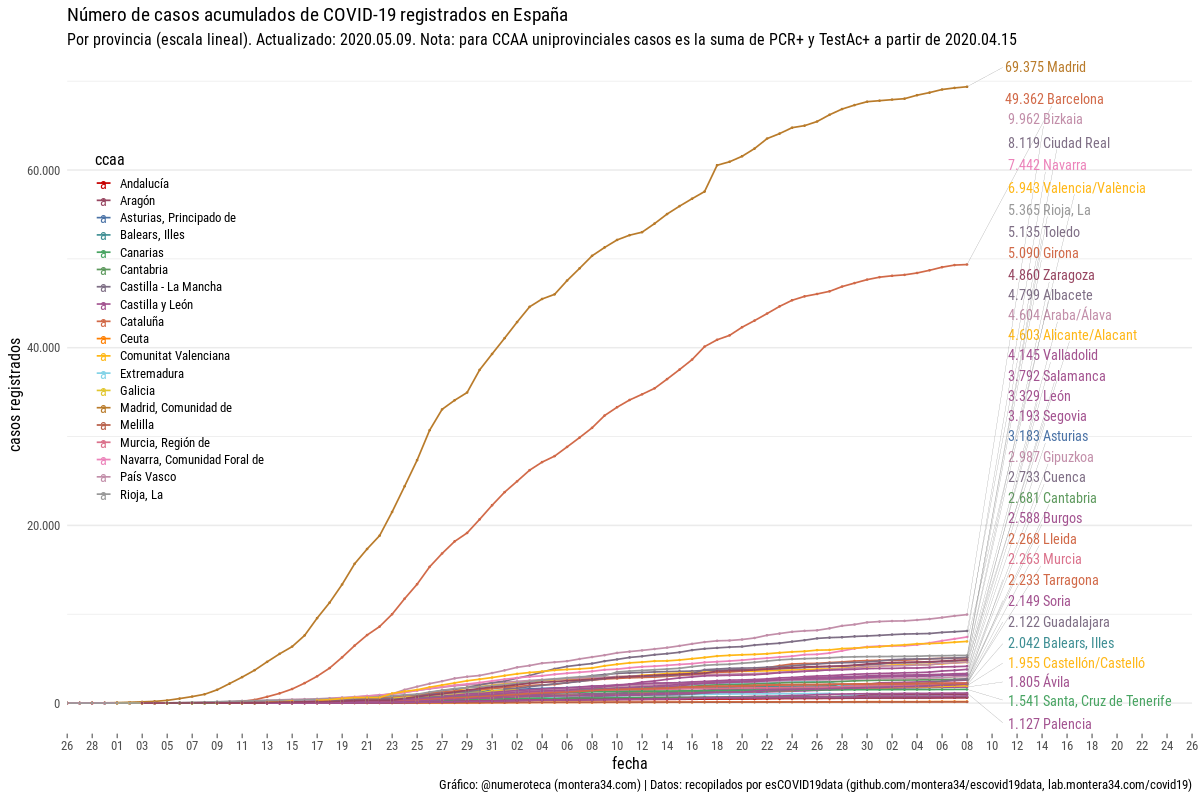 Número de casos acumulados de COVID-19 registrados en España
Por provincia (escala lineal). Actualizado: 2020.05.09. Nota: para CCAA uniprovinciales casos es la suma de PCR+ y TestAc+ a partir de 2020.04.15
casos registrados
60.000
40.000
20.000
0
ccaa
Andalucía
Aragón
Asturias, Principado de
Balears, Illes
Canarias
Cantabria
Castilla - La Mancha
Castilla y León
Cataluña
Ceuta
Comunitat Valenciana
Extremadura
Galicia
Madrid, Comunidad de
Melilla
Murcia, Región de
Navarra, Comunidad Foral de
País Vasco
Rioja, La
69.375 Madrid
49.362 Barcelona
9.962 Bizkaia
8.119 Ciudad Real
7.442 Navarra
6.943 Valencia/València
5.365 Rioja, La
5.135 Toledo
5.090 Girona
4.860 Zaragoza
4.799 Albacete
4.604 Araba/Álava
4.603 Alicante/Alacant
4.145 Valladolid
3.792 Salamanca
3.329 León
3.193 Segovia
3.183 Asturias
2.987 Gipuzkoa
2.733 Cuenca
2.681 Cantabria
2.588 Burgos
2.268 Lleida
2.263 Murcia
2.233 Tarragona
2.149 Soria
2.122 Guadalajara
2.042 Balears, Illes
1.955 Castellón/Castelló
1.805 Ávila
1.541 Santa, Cruz de Tenerife
1.127 Palencia
26 28 01 03 05 07 09 11 13 15 17 19 21 23 25 27 29 31 02 04 06 08 10 12 14 16 18 20 22 24 26 28 30 02 04 06 08 10 12 14 16 18 20 22 24 26
fecha
Gráfico: @numeroteca (montera34.com) | Datos: recopilados por esCOVID19data (github.com/montera34/escovid19data, lab.montera34.com/covid19)